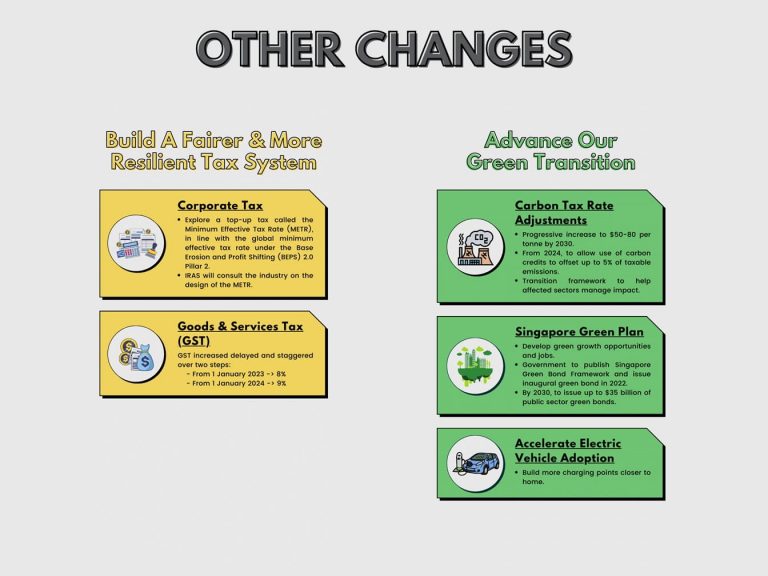 OTHER CHANGES
Build A Fairer & More
Resilient Tax System
Corporate Tax
• Explore a top-up tax called the
Minimum Effective Tax Rate (METR),
in line with the global minimum
effective tax rate under the Base
Erosion and Profit Shifting (BEPS) 2.0
Pillar 2.
• IRAS will consult the industry on the
design of the METR.
Goods & Services Tax
(GST)
GST increased delayed and staggered
over two steps:
- From 1 January 2023 -> 8%
- From 1 January 2024 -> 9%
Advance Our
Green Transition
CO2
Carbon Tax Rate
Adjustments
• Progressive increase to $50-80 per
tonne by 2030.
• From 2024, to allow use of carbon
credits to offset up to 5% of taxable
emissions.
• Transition framework to help
affected sectors manage impact.
Singapore Green Plan
• Develop green growth opportunities
and jobs.
• Government to publish Singapore
Green Bond Framework and issue
inaugural green bond in 2022.
• By 2030, to issue up to $35 billion of
public sector green bonds.
Accelerate Electric
Vehicle Adoption
• Build more charging points closer to
home.